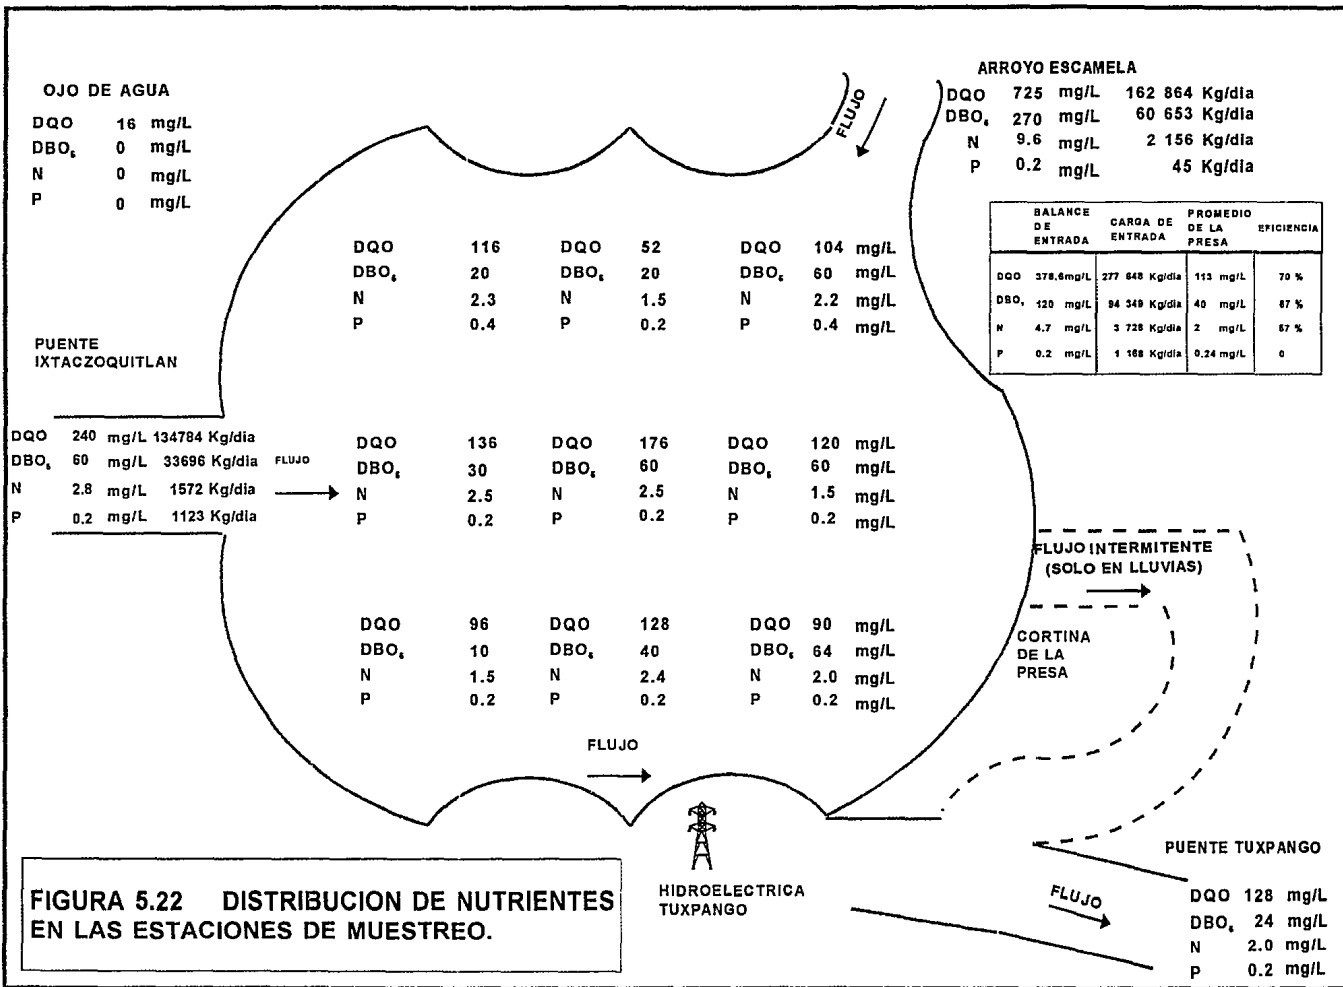 OJO DE AGUA
DQO 16 mg/L
DBO₅ 0 mg/L
N 0 mg/L
P 0 mg/L
FLUJO
ARROYO ESCAMELA
DQO 725 mg/L 162 864 Kg/dia
DBO₅ 270 mg/L 60 653 Kg/dia
N 9.6 mg/L 2 156 Kg/dia
P 0.2 mg/L 45 Kg/dia
BALANCE DE ENTRADA CARGA DE ENTRADA PROMEDIO DE LA PRESA EFICIENCIA
DQO 378.6mg/L 277 648 Kg/dia 113 mg/L 70 %
DBO₅ 120 mg/L 94 349 Kg/dia 40 mg/L 67 %
N 4.7 mg/L 3 728 Kg/dia 2 mg/L 57 %
P 0.2 mg/L 1 168 Kg/dia 0.24 mg/L 0
DQO 116 DQO 52 DQO 104 mg/L
DBO₅ 20 DBO₅ 20 DBO₅ 60 mg/L
N 2.3 N 1.5 N 2.2 mg/L
P 0.4 P 0.2 P 0.4 mg/L
PUENTE
IXTACZOQUITLAN
DQO 240 mg/L 134784 Kg/dia
DBO₅ 60 mg/L 33696 Kg/dia
N 2.8 mg/L 1572 Kg/dia
P 0.2 mg/L 1123 Kg/dia
FLUJO
DQO 136 DQO 176 DQO 120 mg/L
DBO₅ 30 DBO₅ 60 DBO₅ 60 mg/L
N 2.5 N 2.5 N 1.5 mg/L
P 0.2 P 0.2 P 0.2 mg/L
FLUJO INTERMITENTE
(SOLO EN LLUVIAS)
CORTINA
DE LA
PRESA
DQO 96 DQO 128 DQO 90 mg/L
DBO₅ 10 DBO₅ 40 DBO₅ 64 mg/L
N 1.5 N 2.4 N 2.0 mg/L
P 0.2 P 0.2 P 0.2 mg/L
FLUJO
HIDROELECTRICA
TUXPANGO
PUENTE TUXPANGO
FLUJO
DQO 128 mg/L
DBO₅ 24 mg/L
N 2.0 mg/L
P 0.2 mg/L
FIGURA 5.22 DISTRIBUCION DE NUTRIENTES
EN LAS ESTACIONES DE MUESTREO.